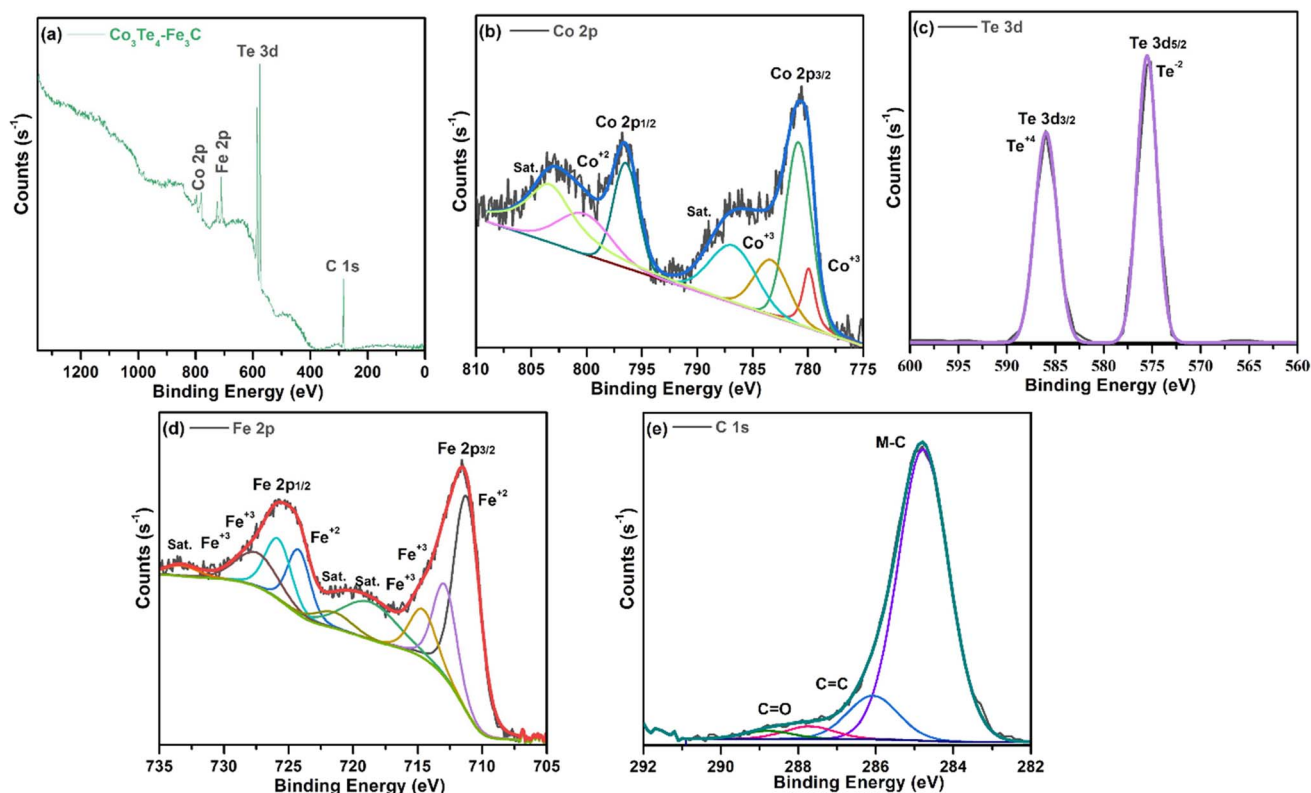 (a)
Co₃Te₄-Fe₃C
Te 3d
Co 2p
Fe 2p
C 1s
Counts (s⁻¹)
1200 1000 800 600 400 200 0
Binding Energy (eV)
(b) Co 2p
Co 2p₃/₂
Co 2p₁/₂
Co⁺²
Sat.
Sat.
Co⁺³
Co⁺³
Counts (s⁻¹)
810 805 800 795 790 785 780 775
Binding Energy (eV)
(c) Te 3d
Te 3d₅/₂
Te⁻²
Te 3d₃/₂
Te⁺⁴
Counts (s⁻¹)
600 595 590 585 580 575 570 565 560
Binding Energy (eV)
(d) Fe 2p
Fe 2p₃/₂
Fe⁺²
Fe 2p₁/₂
Fe⁺³
Fe⁺³
Fe⁺²
Sat.
Sat.
Sat.
Fe⁺³
Fe⁺³
Counts (s⁻¹)
735 730 725 720 715 710 705
Binding Energy (eV)
(e) C 1s
M-C
C=C
C=O
Counts (s⁻¹)
292 290 288 286 284 282
Binding Energy (eV)